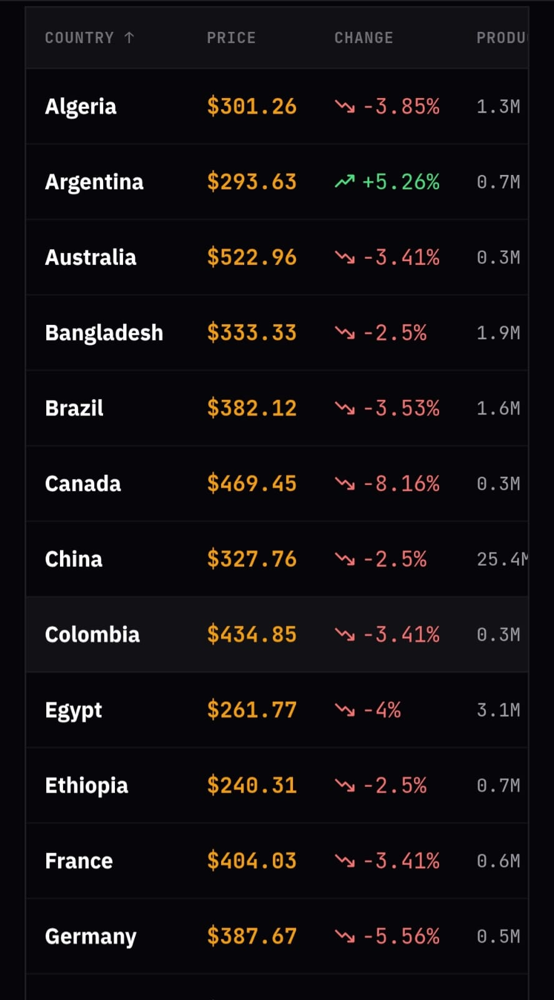 COUNTRY ↑ PRICE CHANGE PRODU
Algeria $301.26 -3.85% 1.3M
Argentina $293.63 +5.26% 0.7M
Australia $522.96 -3.41% 0.3M
Bangladesh $333.33 -2.5% 1.9M
Brazil $382.12 -3.53% 1.6M
Canada $469.45 -8.16% 0.3M
China $327.76 -2.5% 25.4M
Colombia $434.85 -3.41% 0.3M
Egypt $261.77 -4% 3.1M
Ethiopia $240.31 -2.5% 0.7M
France $404.03 -3.41% 0.6M
Germany $387.67 -5.56% 0.5M